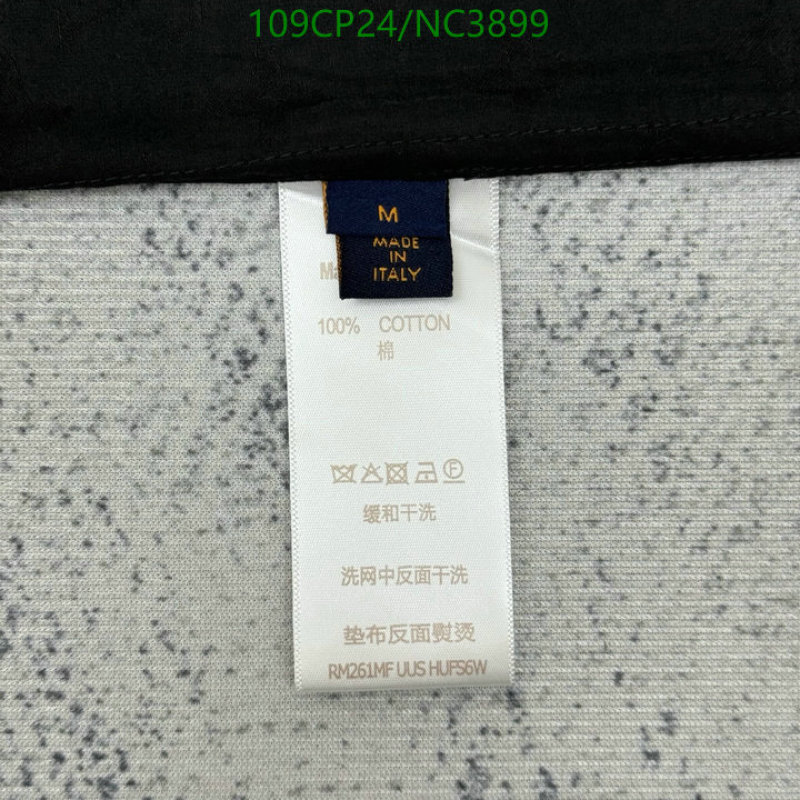 109CP24/NC3899
M
MADE
IN
ITALY
100% COTTON
棉
缓和干洗
洗网中反面干洗
垫布反面熨烫
RM261MF UUS HUFS6W